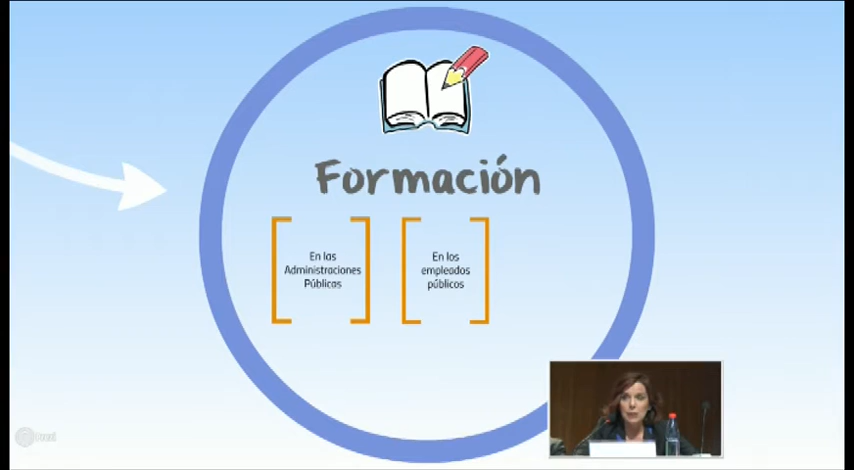 Formación
En las
Administraciones
Públicas
En los
empleados
públicos